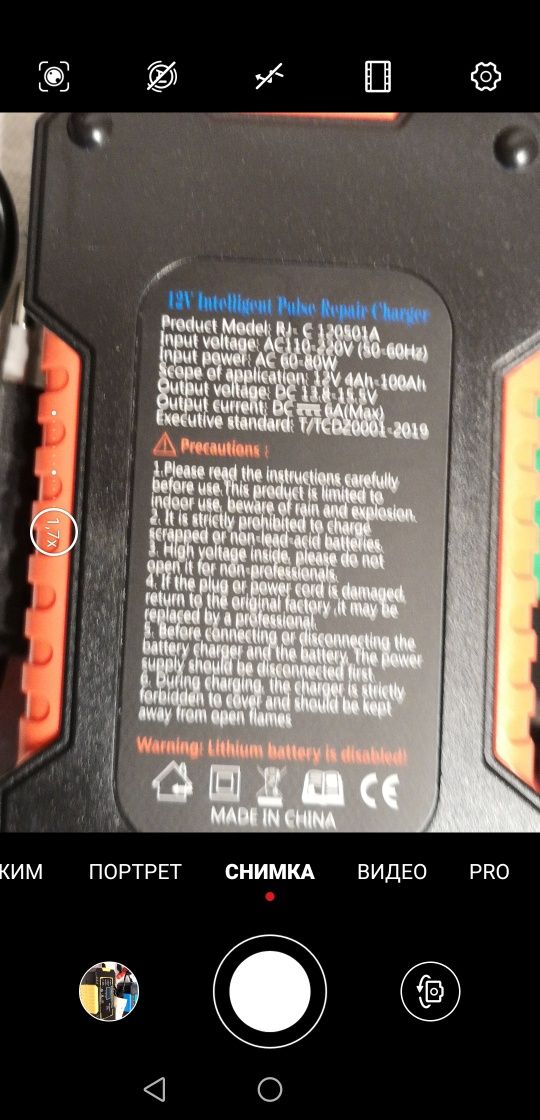 12V Intelligent Pulse Repair Charger
Product Model: RJ- C 120501A
Input voltage: AC110-220V (50-60Hz)
Input power: AC 60-80W
Scope of application: 12V 4Ah-100Ah
Output voltage: DC 13.8-15.5V
Output current: DC 6A(Max)
Executive standard: T/TCDZ0001-2019
Precautions :
1.Please read the instructions carefully
before use.This product is limited to
indoor use, beware of rain and explosion.
2. It is strictly prohibited to charge
scrapped or non-lead-acid batteries.
3. High voltage inside, please do not
open it for non-professionals.
4. If the plug or power cord is damaged,
return to the original factory ,it may be
replaced by a professional.
5. Before connecting or disconnecting the
battery charger and the battery, The power
supply should be disconnected first.
6. During charging, the charger is strictly
forbidden to cover and should be kept
away from open flames
Warning: Lithium battery is disabled!
CE
MADE IN CHINA
1,7x
ЖИМ ПОРТРЕТ СНИМКА ВИДЕО PRO